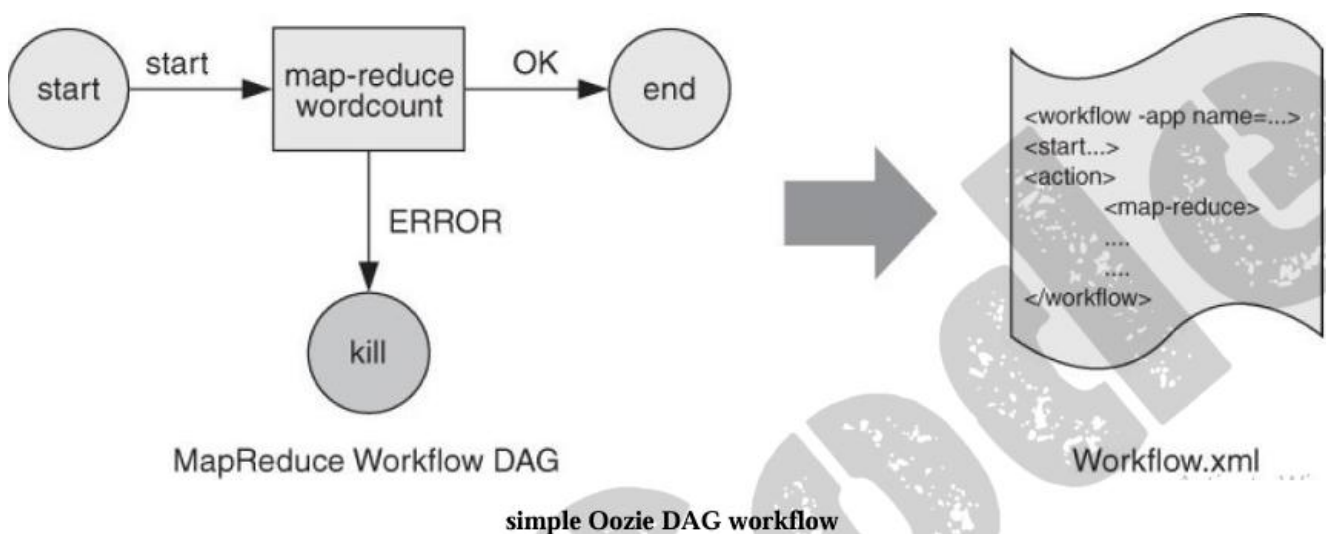 start
start
map-reduce
wordcount
OK
end
ERROR
kill
MapReduce Workflow DAG
<workflow -app name=...>
<start...>
<action>
<map-reduce>
....
....
</workflow>
Workflow.xml
simple Oozie DAG workflow